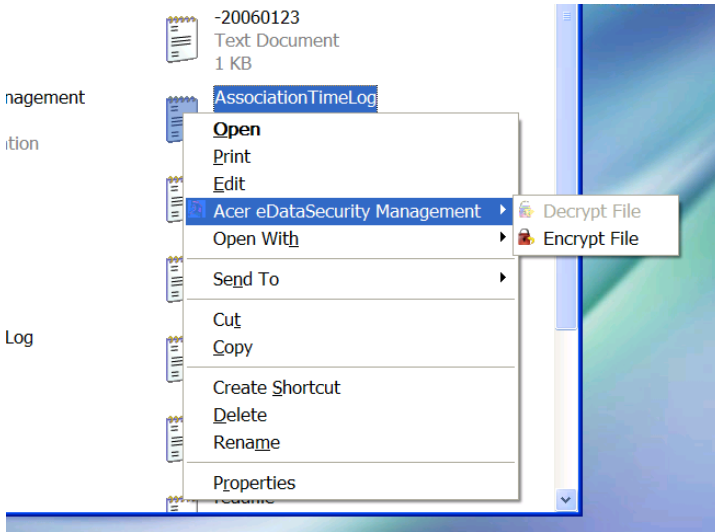 -20060123
Text Document
1 KB
nagement
AssociationTimeLog
Open
Print
Edit
Acer eDataSecurity Management
Decrypt File
Open With
Encrypt File
Send To
Log
Cut
Copy
Create Shortcut
Delete
Rename
Properties